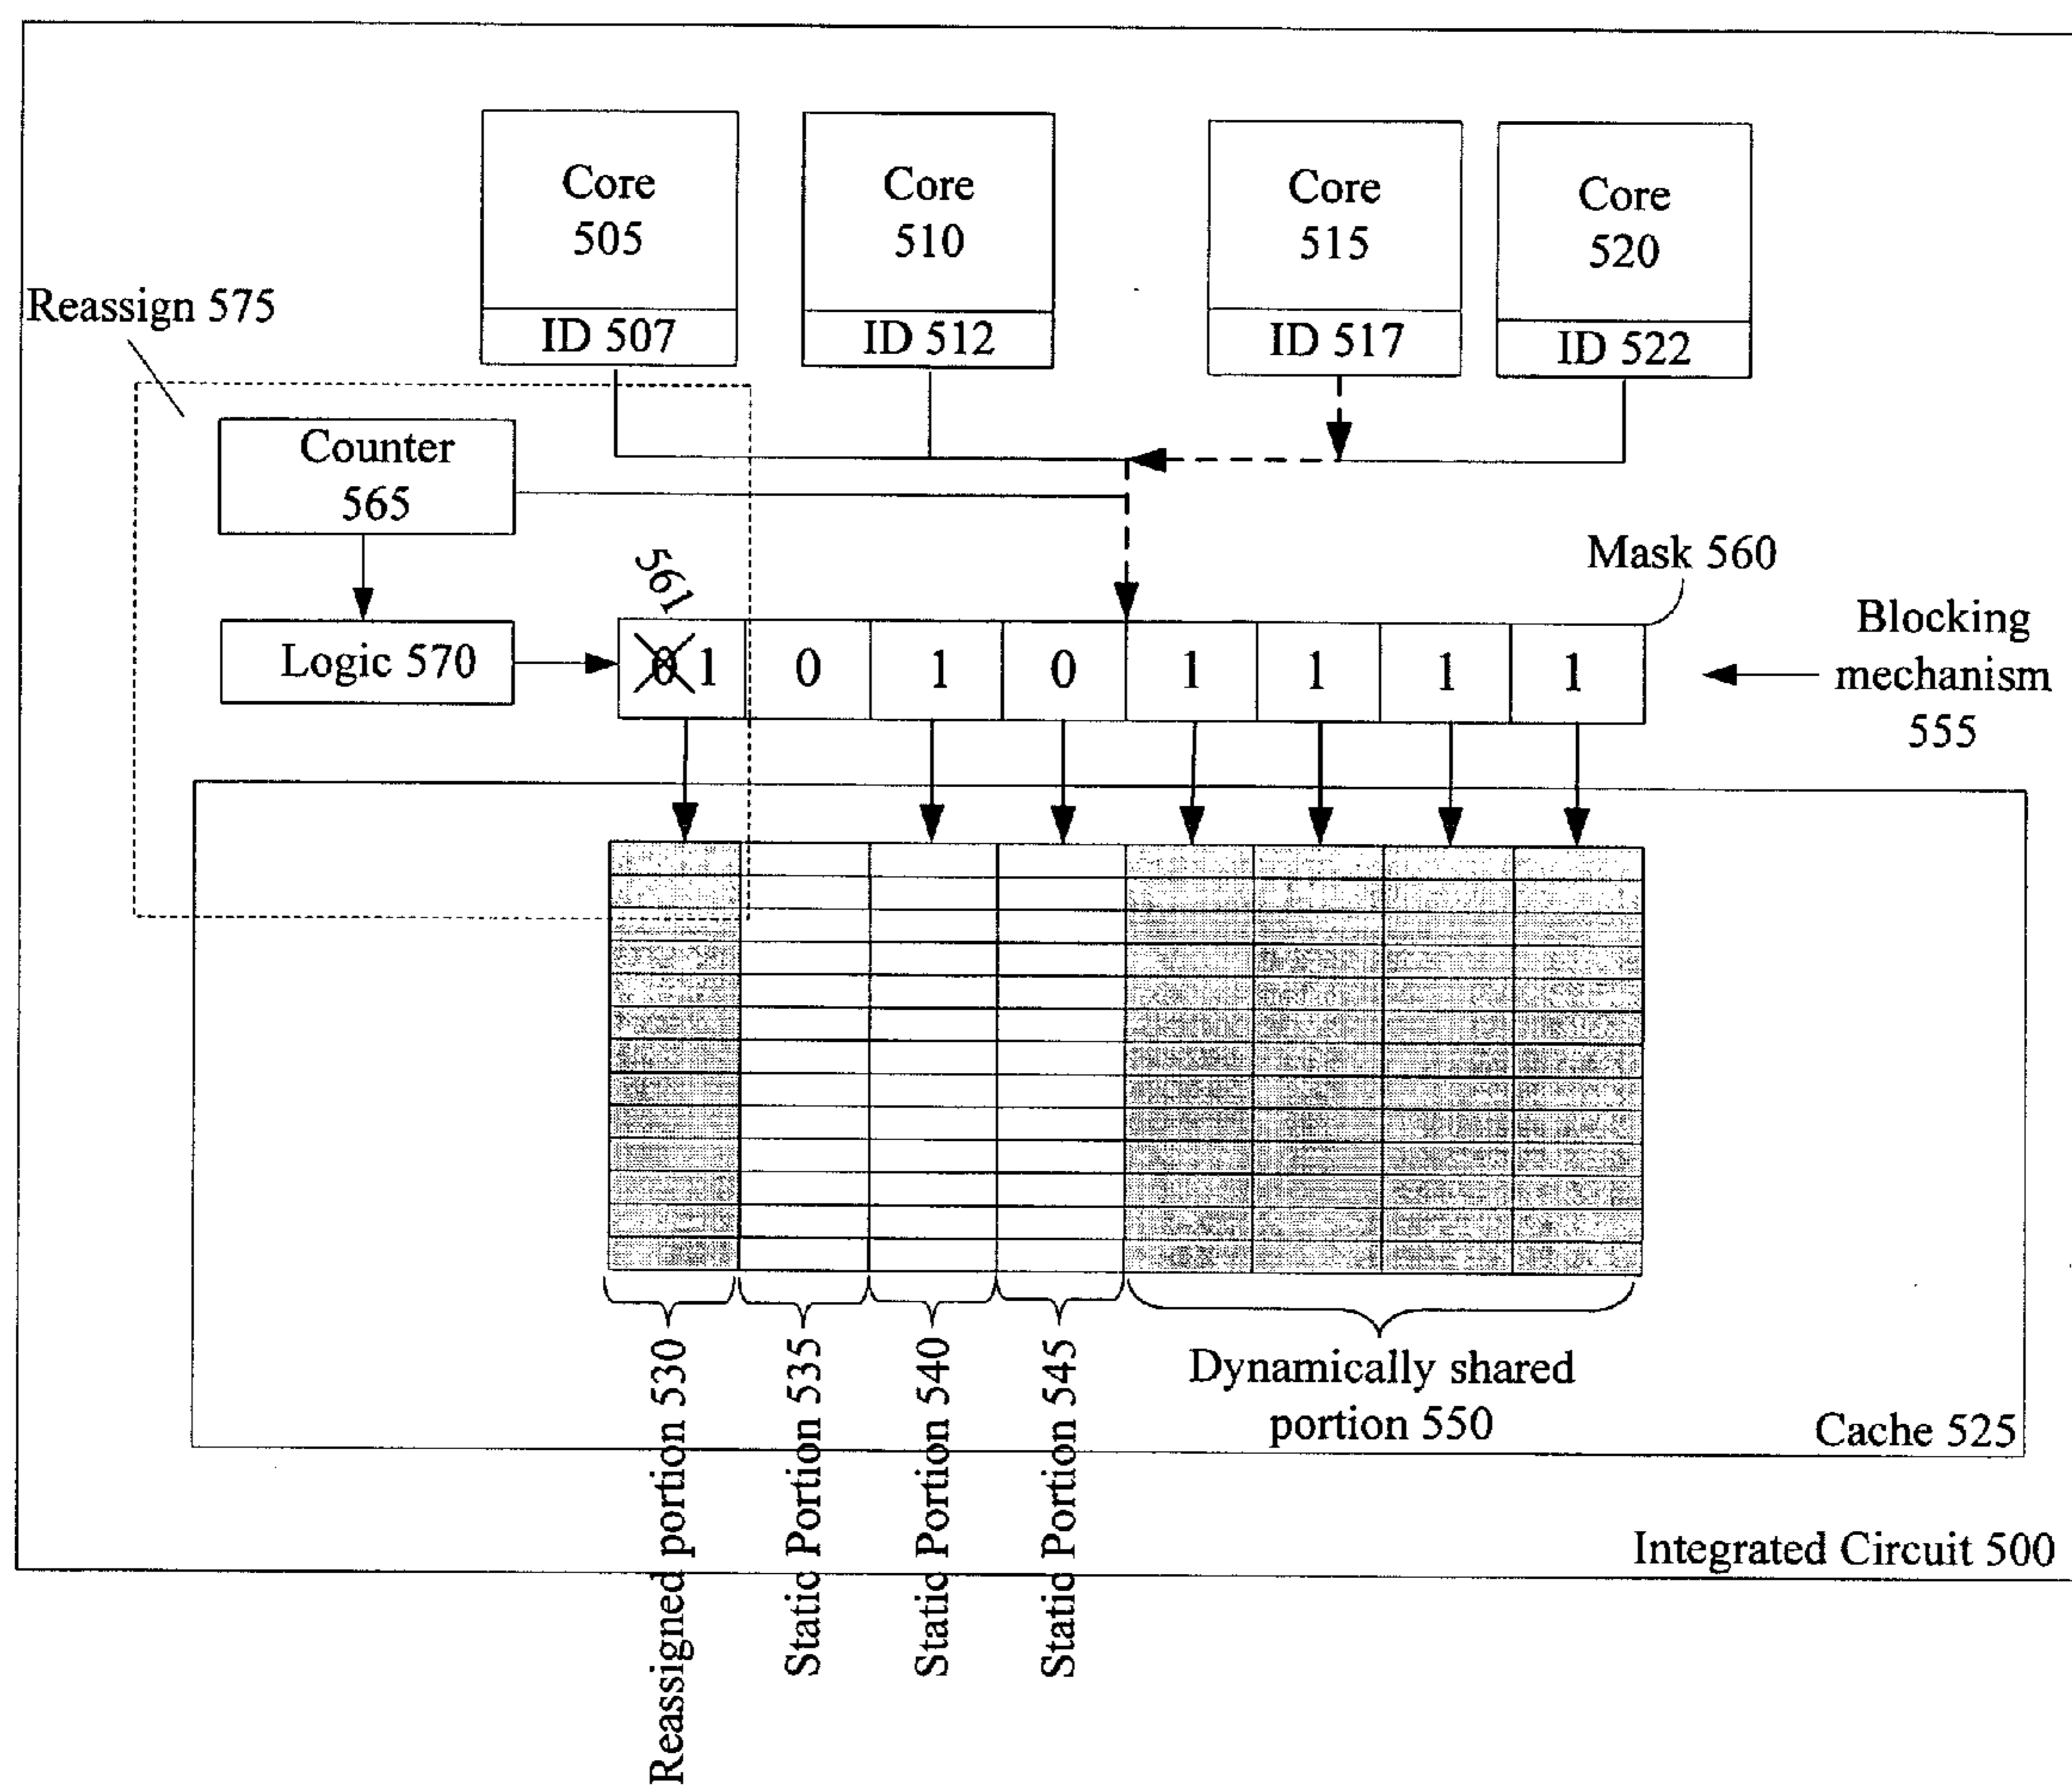 Core
505
ID 507
Core
510
ID 512
Core
515
ID 517
Core
520
ID 522
Reassign 575
Counter
565
Logic 570
561
Mask 560
Blocking
mechanism
555
0 1 0 1 0 1 1 1 1
Reassigned portion 530
Static Portion 535
Static Portion 540
Static Portion 545
Dynamically shared
portion 550
Cache 525
Integrated Circuit 500